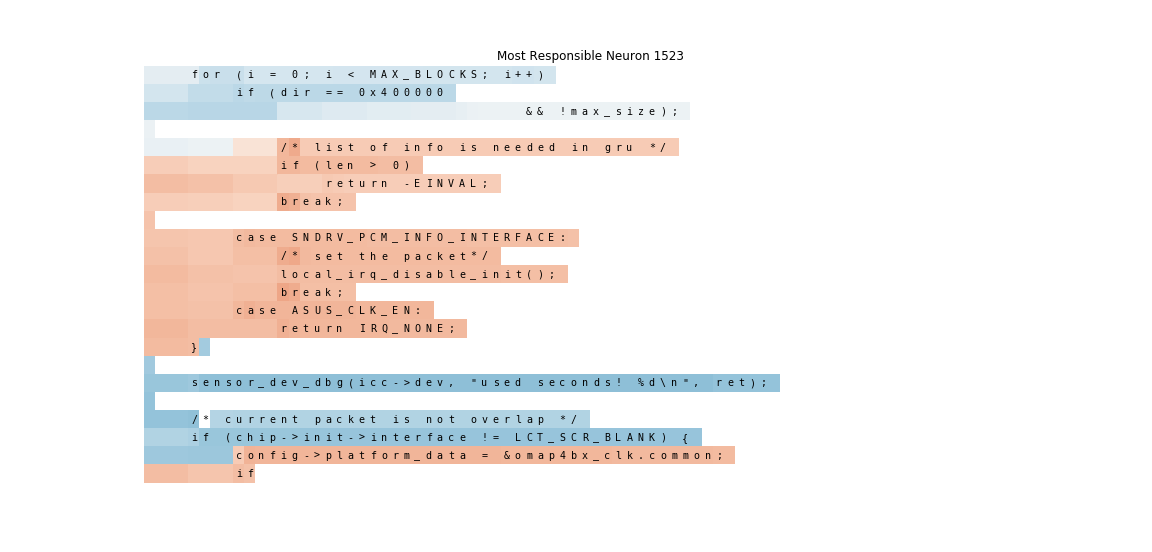 Most Responsible Neuron 1523
for (i = 0; i < MAX_BLOCKS; i++)
if (dir == 0x400000
&& !max_size);
/* list of info is needed in gru */
if (len > 0)
return -EINVAL;
break;
case SNDRV_PCM_INFO_INTERFACE:
/* set the packet*/
local_irq_disable_init();
break;
case ASUS_CLK_EN:
return IRQ_NONE;
}
sensor_dev_dbg(icc->dev, "used seconds! %d\n", ret);
/* current packet is not overlap */
if (chip->init->interface != LCT_SCR_BLANK) {
config->platform_data = &omap4bx_clk.common;
if